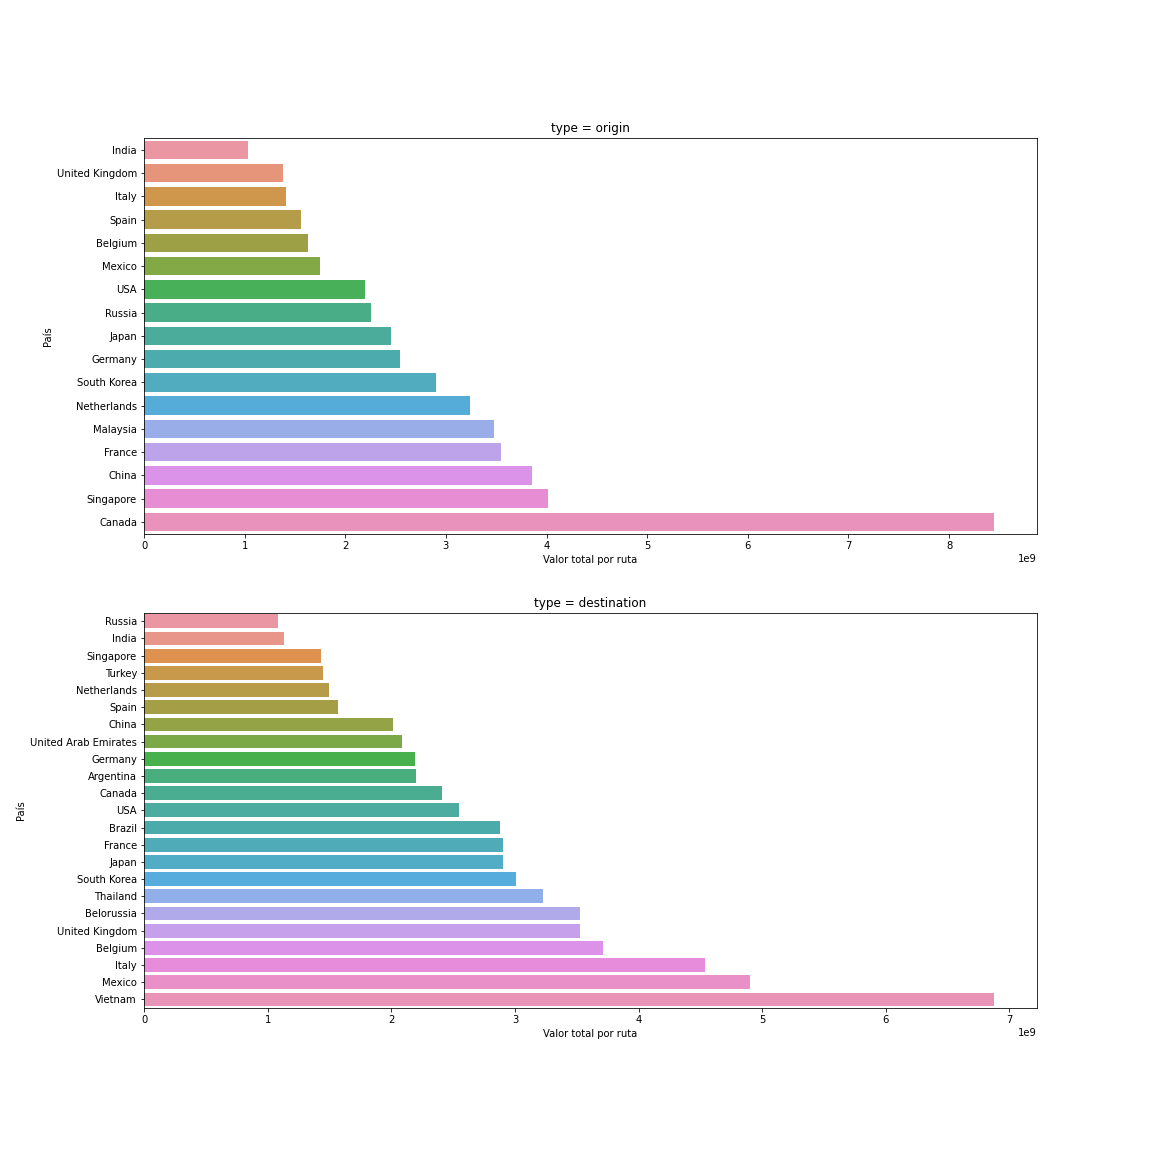 type = origin
India
United Kingdom
Italy
Spain
Belgium
Mexico
USA
Russia
Japan
Germany
South Korea
Netherlands
Malaysia
France
China
Singapore
Canada
País
0 1 2 3 4 5 6 7 8
1e9
Valor total por ruta
type = destination
Russia
India
Singapore
Turkey
Netherlands
Spain
China
United Arab Emirates
Germany
Argentina
Canada
USA
Brazil
France
Japan
South Korea
Thailand
Belorussia
United Kingdom
Belgium
Italy
Mexico
Vietnam
País
0 1 2 3 4 5 6 7
1e9
Valor total por ruta